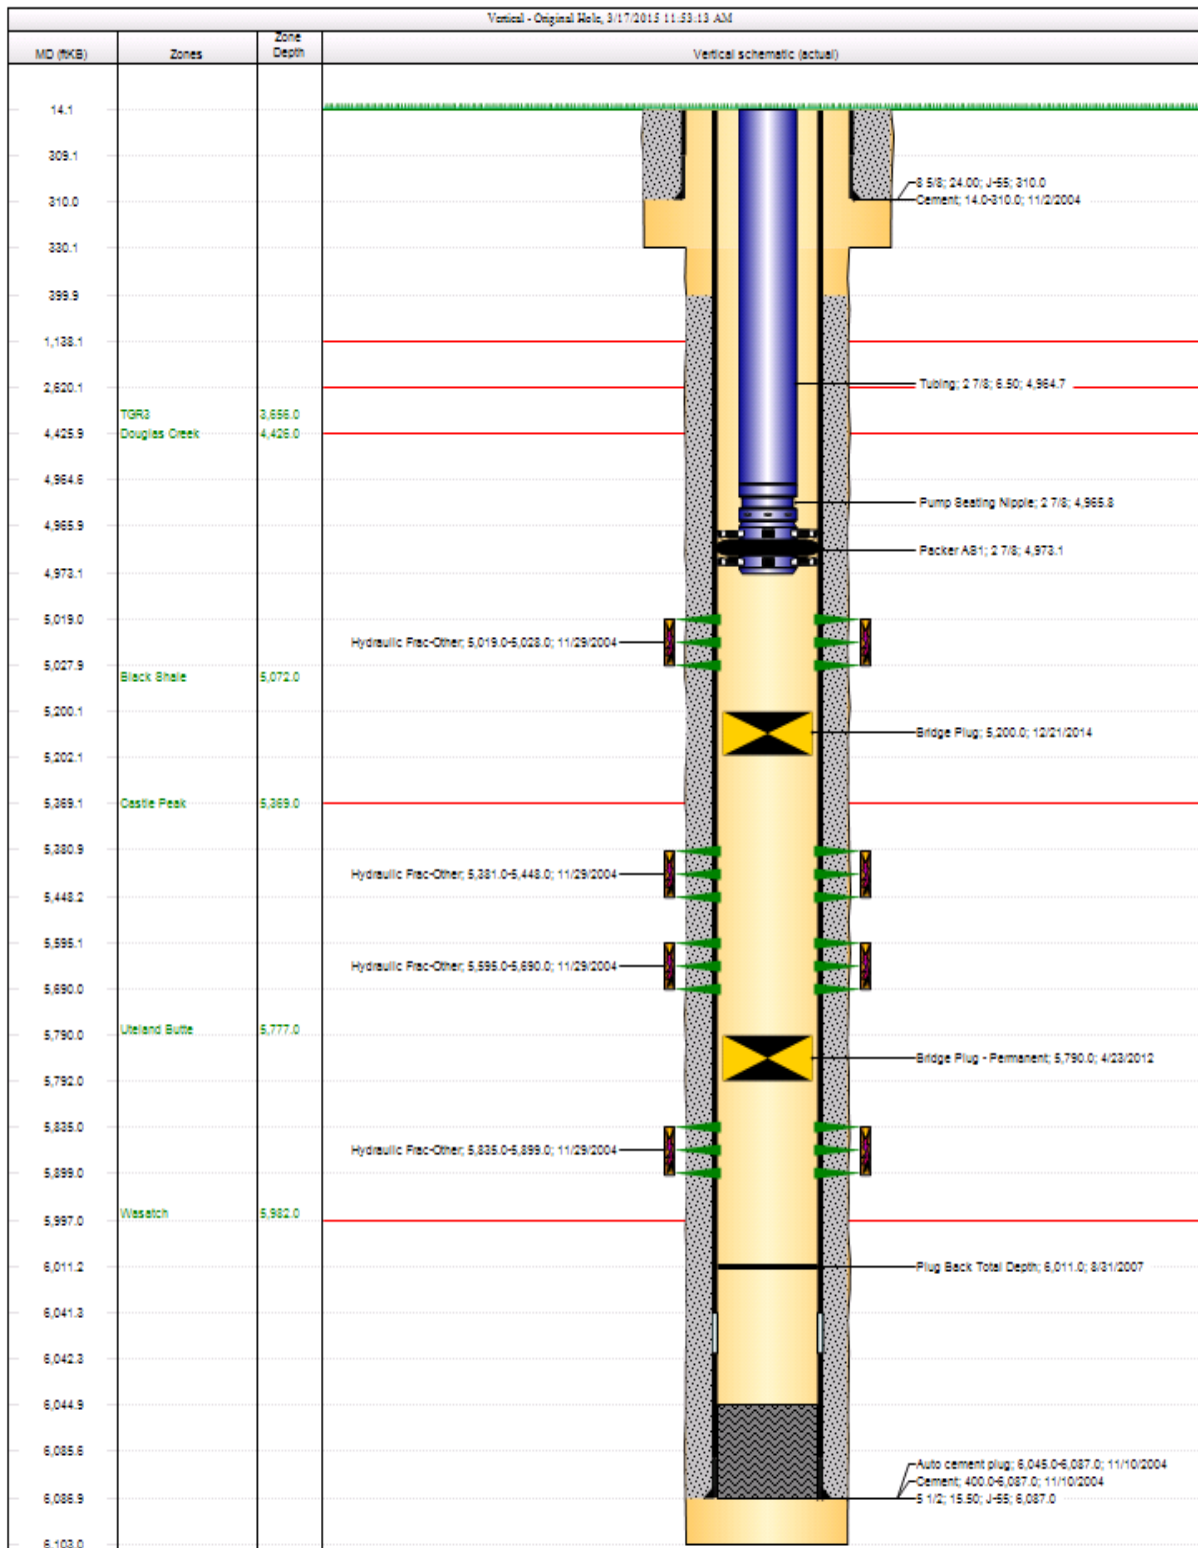 Vertical - Original Hole, 3/17/2015 11:53:13 AM
MD (ftKB) Zones Zone Depth Vertical schematic (actual)
14.1
309.1
8 5/8; 24.00; J-55; 310.0
310.0 Cement; 14.0-310.0; 11/2/2004
330.1
399.9
1,138.1
2,620.1 Tubing; 2 7/8; 6.50; 4,964.7
TGR3 3,656.0
4,425.9 Douglas Creek 4,426.0
4,964.6
Pump Seating Nipple; 2 7/8; 4,965.8
4,965.9
Packer AS1; 2 7/8; 4,973.1
4,973.1
5,019.0
Hydraulic Frac-Other; 5,019.0-5,028.0; 11/29/2004
5,027.9
Black Shale 5,072.0
5,200.1
Bridge Plug; 5,200.0; 12/21/2014
5,202.1
5,369.1 Castle Peak 5,369.0
5,380.9
Hydraulic Frac-Other; 5,381.0-5,448.0; 11/29/2004
5,448.2
5,595.1
Hydraulic Frac-Other; 5,595.0-5,690.0; 11/29/2004
5,690.0
5,790.0 Uteland Butte 5,777.0
Bridge Plug - Permanent; 5,790.0; 4/23/2012
5,792.0
5,835.0
Hydraulic Frac-Other; 5,835.0-5,899.0; 11/29/2004
5,899.0
Wasatch 5,982.0
5,997.0
6,011.2 Plug Back Total Depth; 6,011.0; 8/31/2007
6,041.3
6,042.3
6,044.9
6,085.6
Auto cement plug; 6,045.0-6,087.0; 11/10/2004
Cement; 400.0-6,087.0; 11/10/2004
6,086.9 5 1/2; 15.50; J-55; 6,087.0
6,103.0